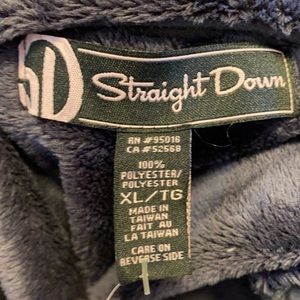 SD Straight Down
RN #95016
CA #52568
100%
POLYESTER/
POLYESTER
XL/TG
MADE IN
TAIWAN
FAIT AU
LA TAIWAN
CARE ON
REVERSE SIDE